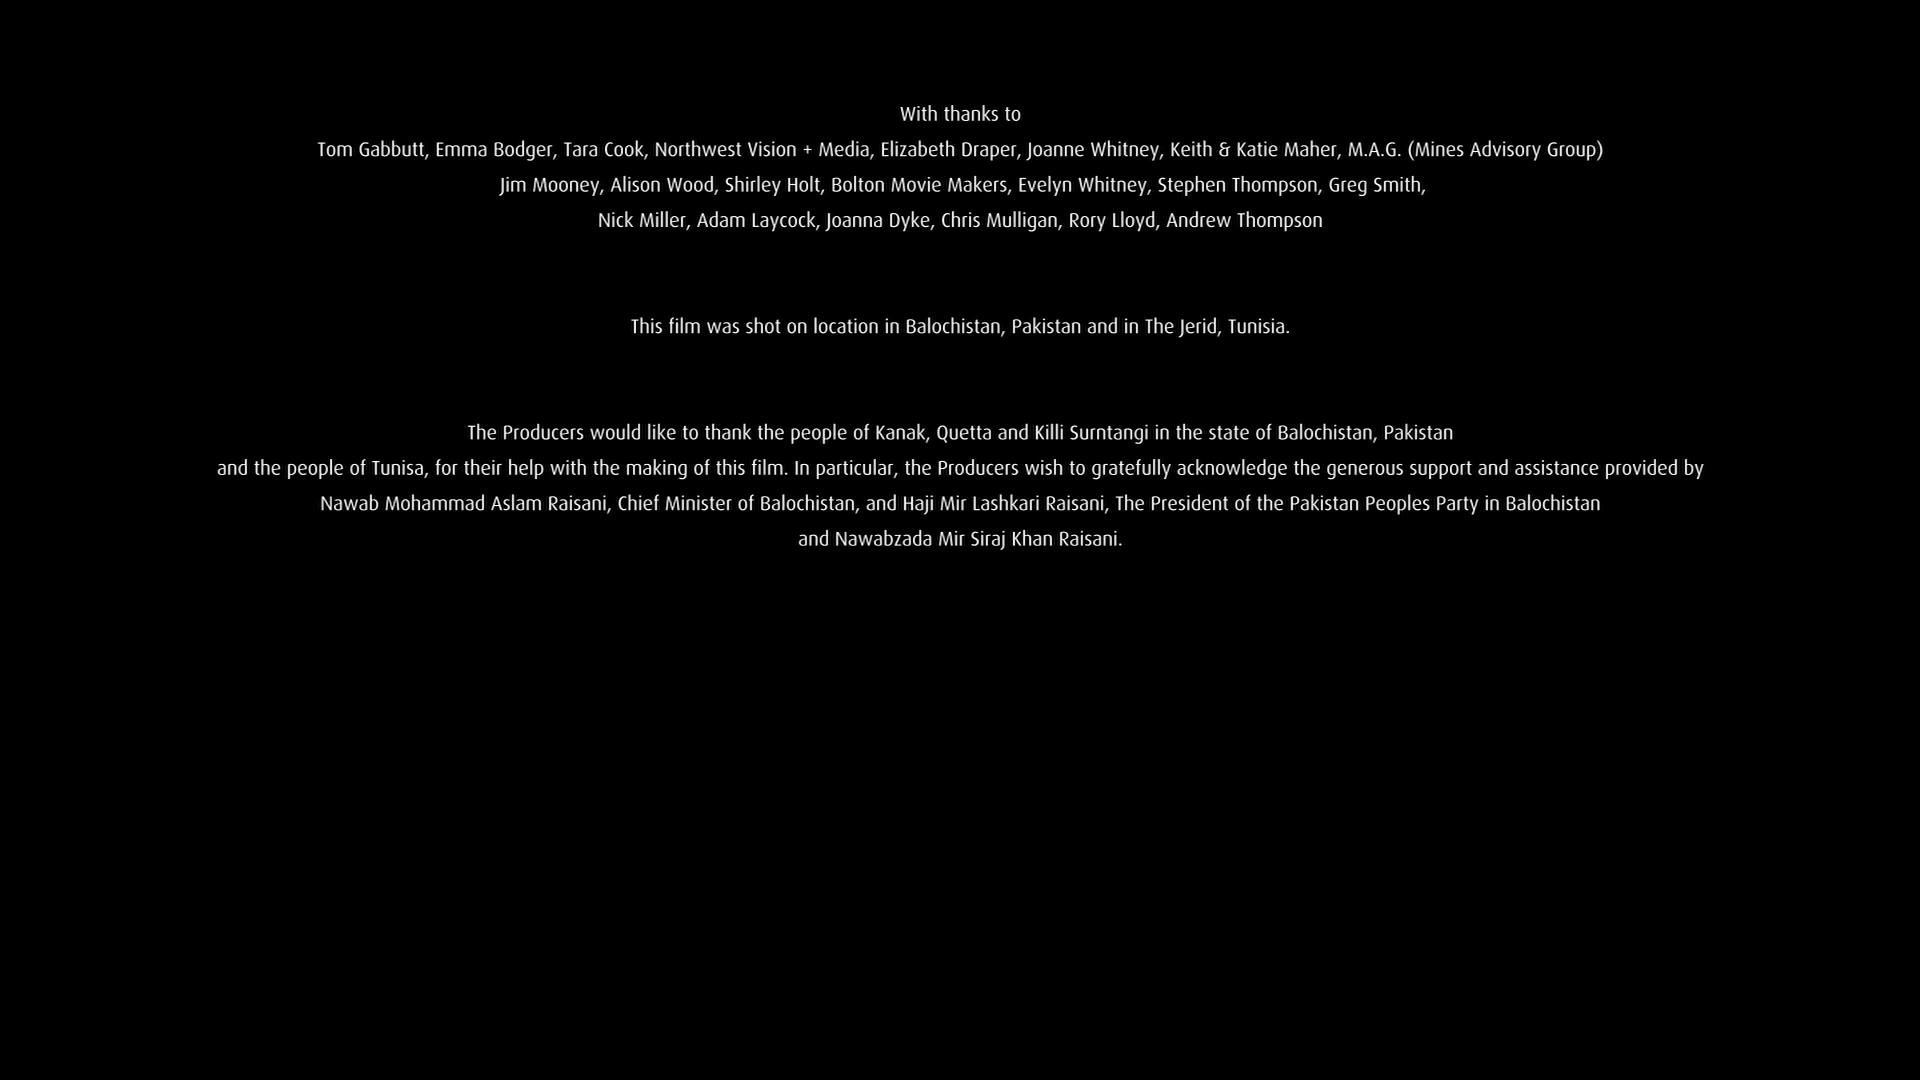 With thanks to
Tom Gabbutt, Emma Bodger, Tara Cook, Northwest Vision + Media, Elizabeth Draper, Joanne Whitney, Keith & Katie Maher, M.A.G. (Mines Advisory Group)
Jim Mooney, Alison Wood, Shirley Holt, Bolton Movie Makers, Evelyn Whitney, Stephen Thompson, Greg Smith,
Nick Miller, Adam Laycock, Joanna Dyke, Chris Mulligan, Rory Lloyd, Andrew Thompson
This film was shot on location in Balochistan, Pakistan and in The Jerid, Tunisia.
The Producers would like to thank the people of Kanak, Quetta and Killi Surntangi in the state of Balochistan, Pakistan
and the people of Tunisa, for their help with the making of this film. In particular, the Producers wish to gratefully acknowledge the generous support and assistance provided by
Nawab Mohammad Aslam Raisani, Chief Minister of Balochistan, and Haji Mir Lashkari Raisani, The President of the Pakistan Peoples Party in Balochistan
and Nawabzada Mir Siraj Khan Raisani.